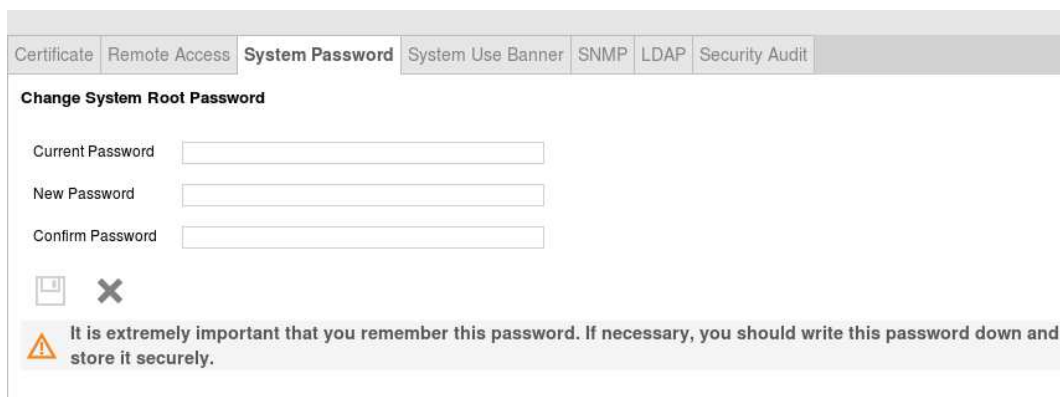 Certificate Remote Access System Password System Use Banner SNMP LDAP Security Audit
Change System Root Password
Current Password
New Password
Confirm Password
It is extremely important that you remember this password. If necessary, you should write this password down and
store it securely.